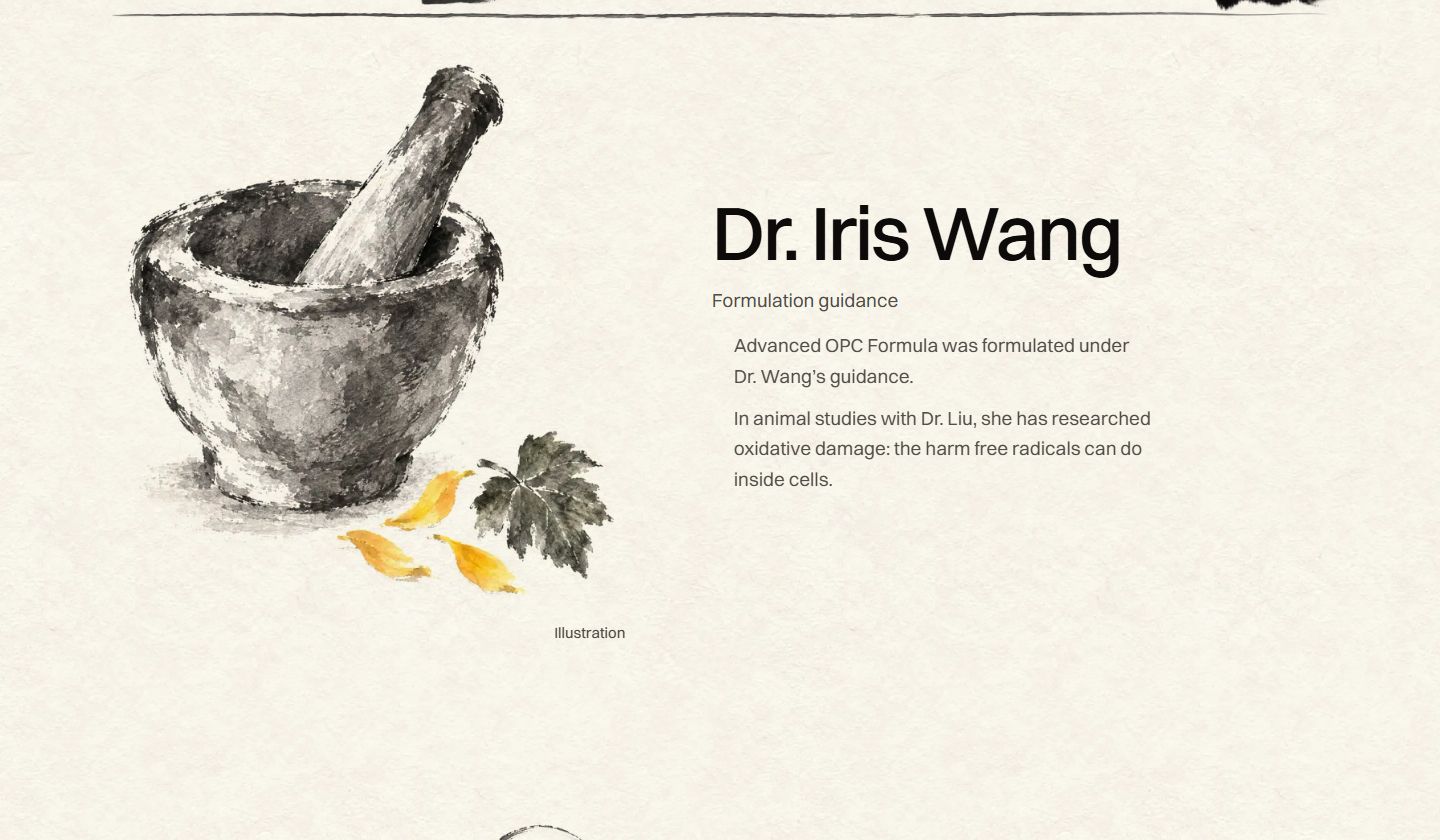 Dr. Iris Wang
Formulation guidance
Advanced OPC Formula was formulated under
Dr. Wang’s guidance.
In animal studies with Dr. Liu, she has researched
oxidative damage: the harm free radicals can do
inside cells.
Illustration